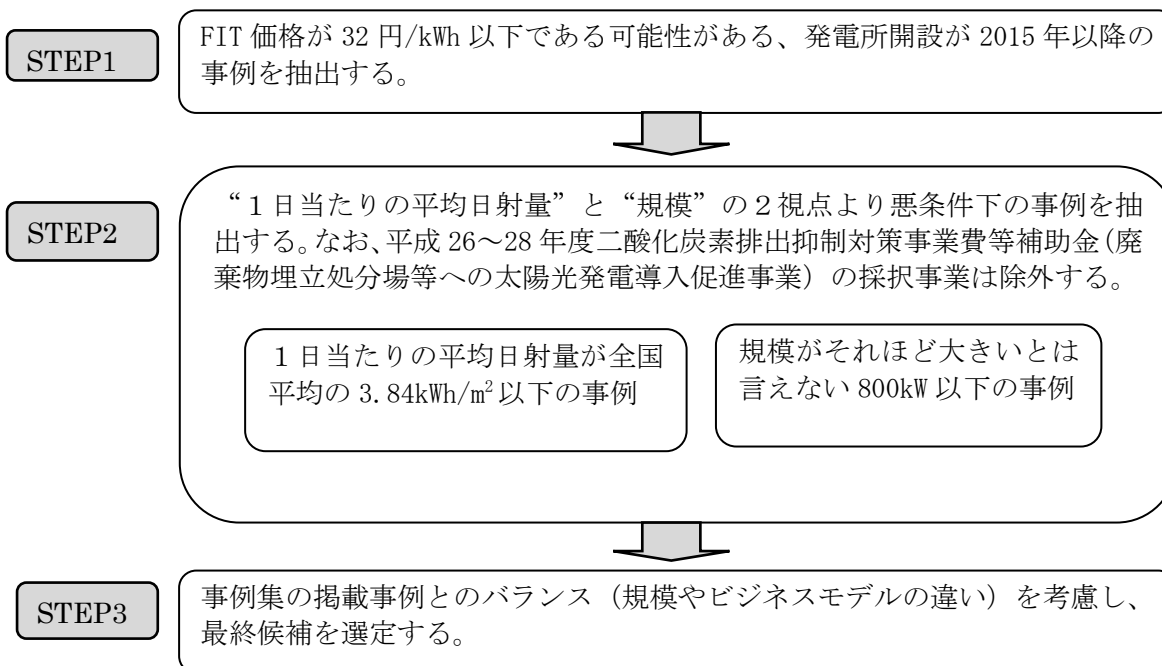 STEP1
FIT 価格が 32 円/kWh 以下である可能性がある、発電所開設が 2015 年以降の
事例を抽出する。
STEP2
“１日当たりの平均日射量”と“規模”の２視点より悪条件下の事例を抽
出する。なお、平成 26～28 年度二酸化炭素排出抑制対策事業費等補助金（廃
棄物埋立処分場等への太陽光発電導入促進事業）の採択事業は除外する。
１日当たりの平均日射量が全国
平均の 3.84kWh/m²以下の事例
規模がそれほど大きいとは
言えない 800kW 以下の事例
STEP3
事例集の掲載事例とのバランス（規模やビジネスモデルの違い）を考慮し、
最終候補を選定する。